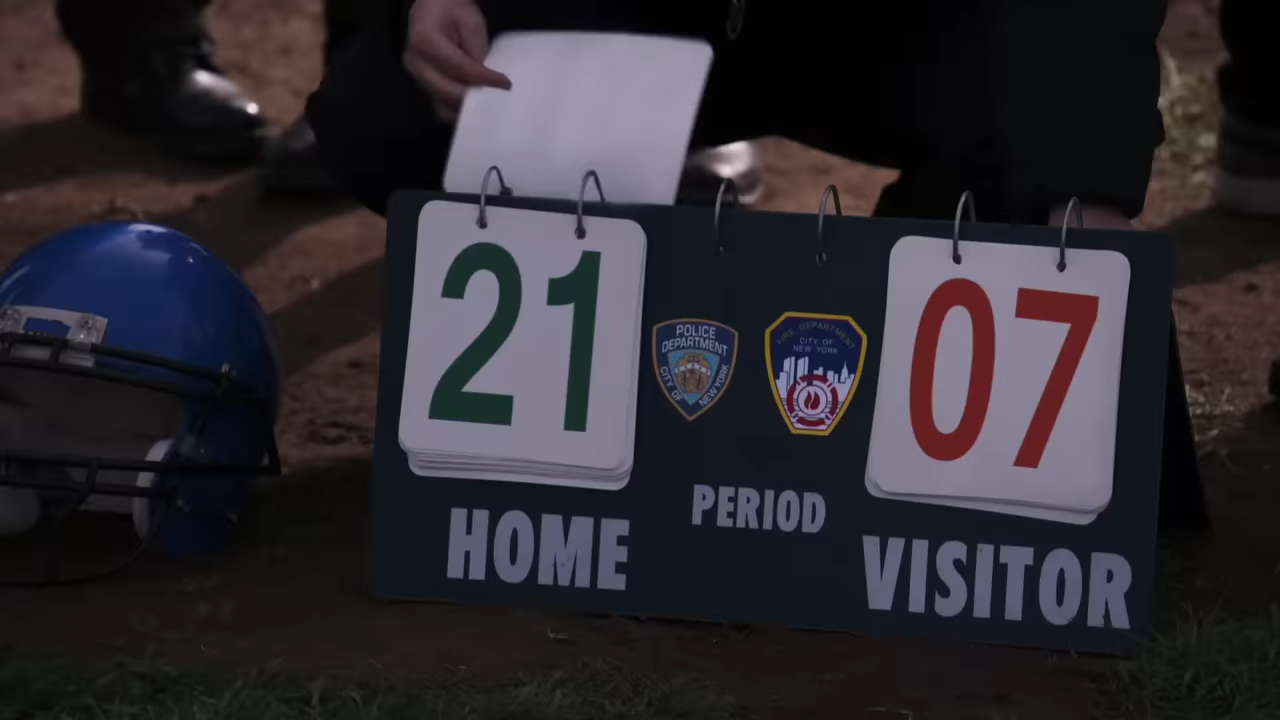 21
07
POLICE
DEPARTMENT
CITY OF NEW YORK
FIRE DEPARTMENT
CITY OF
NEW YORK
PERIOD
HOME
VISITOR